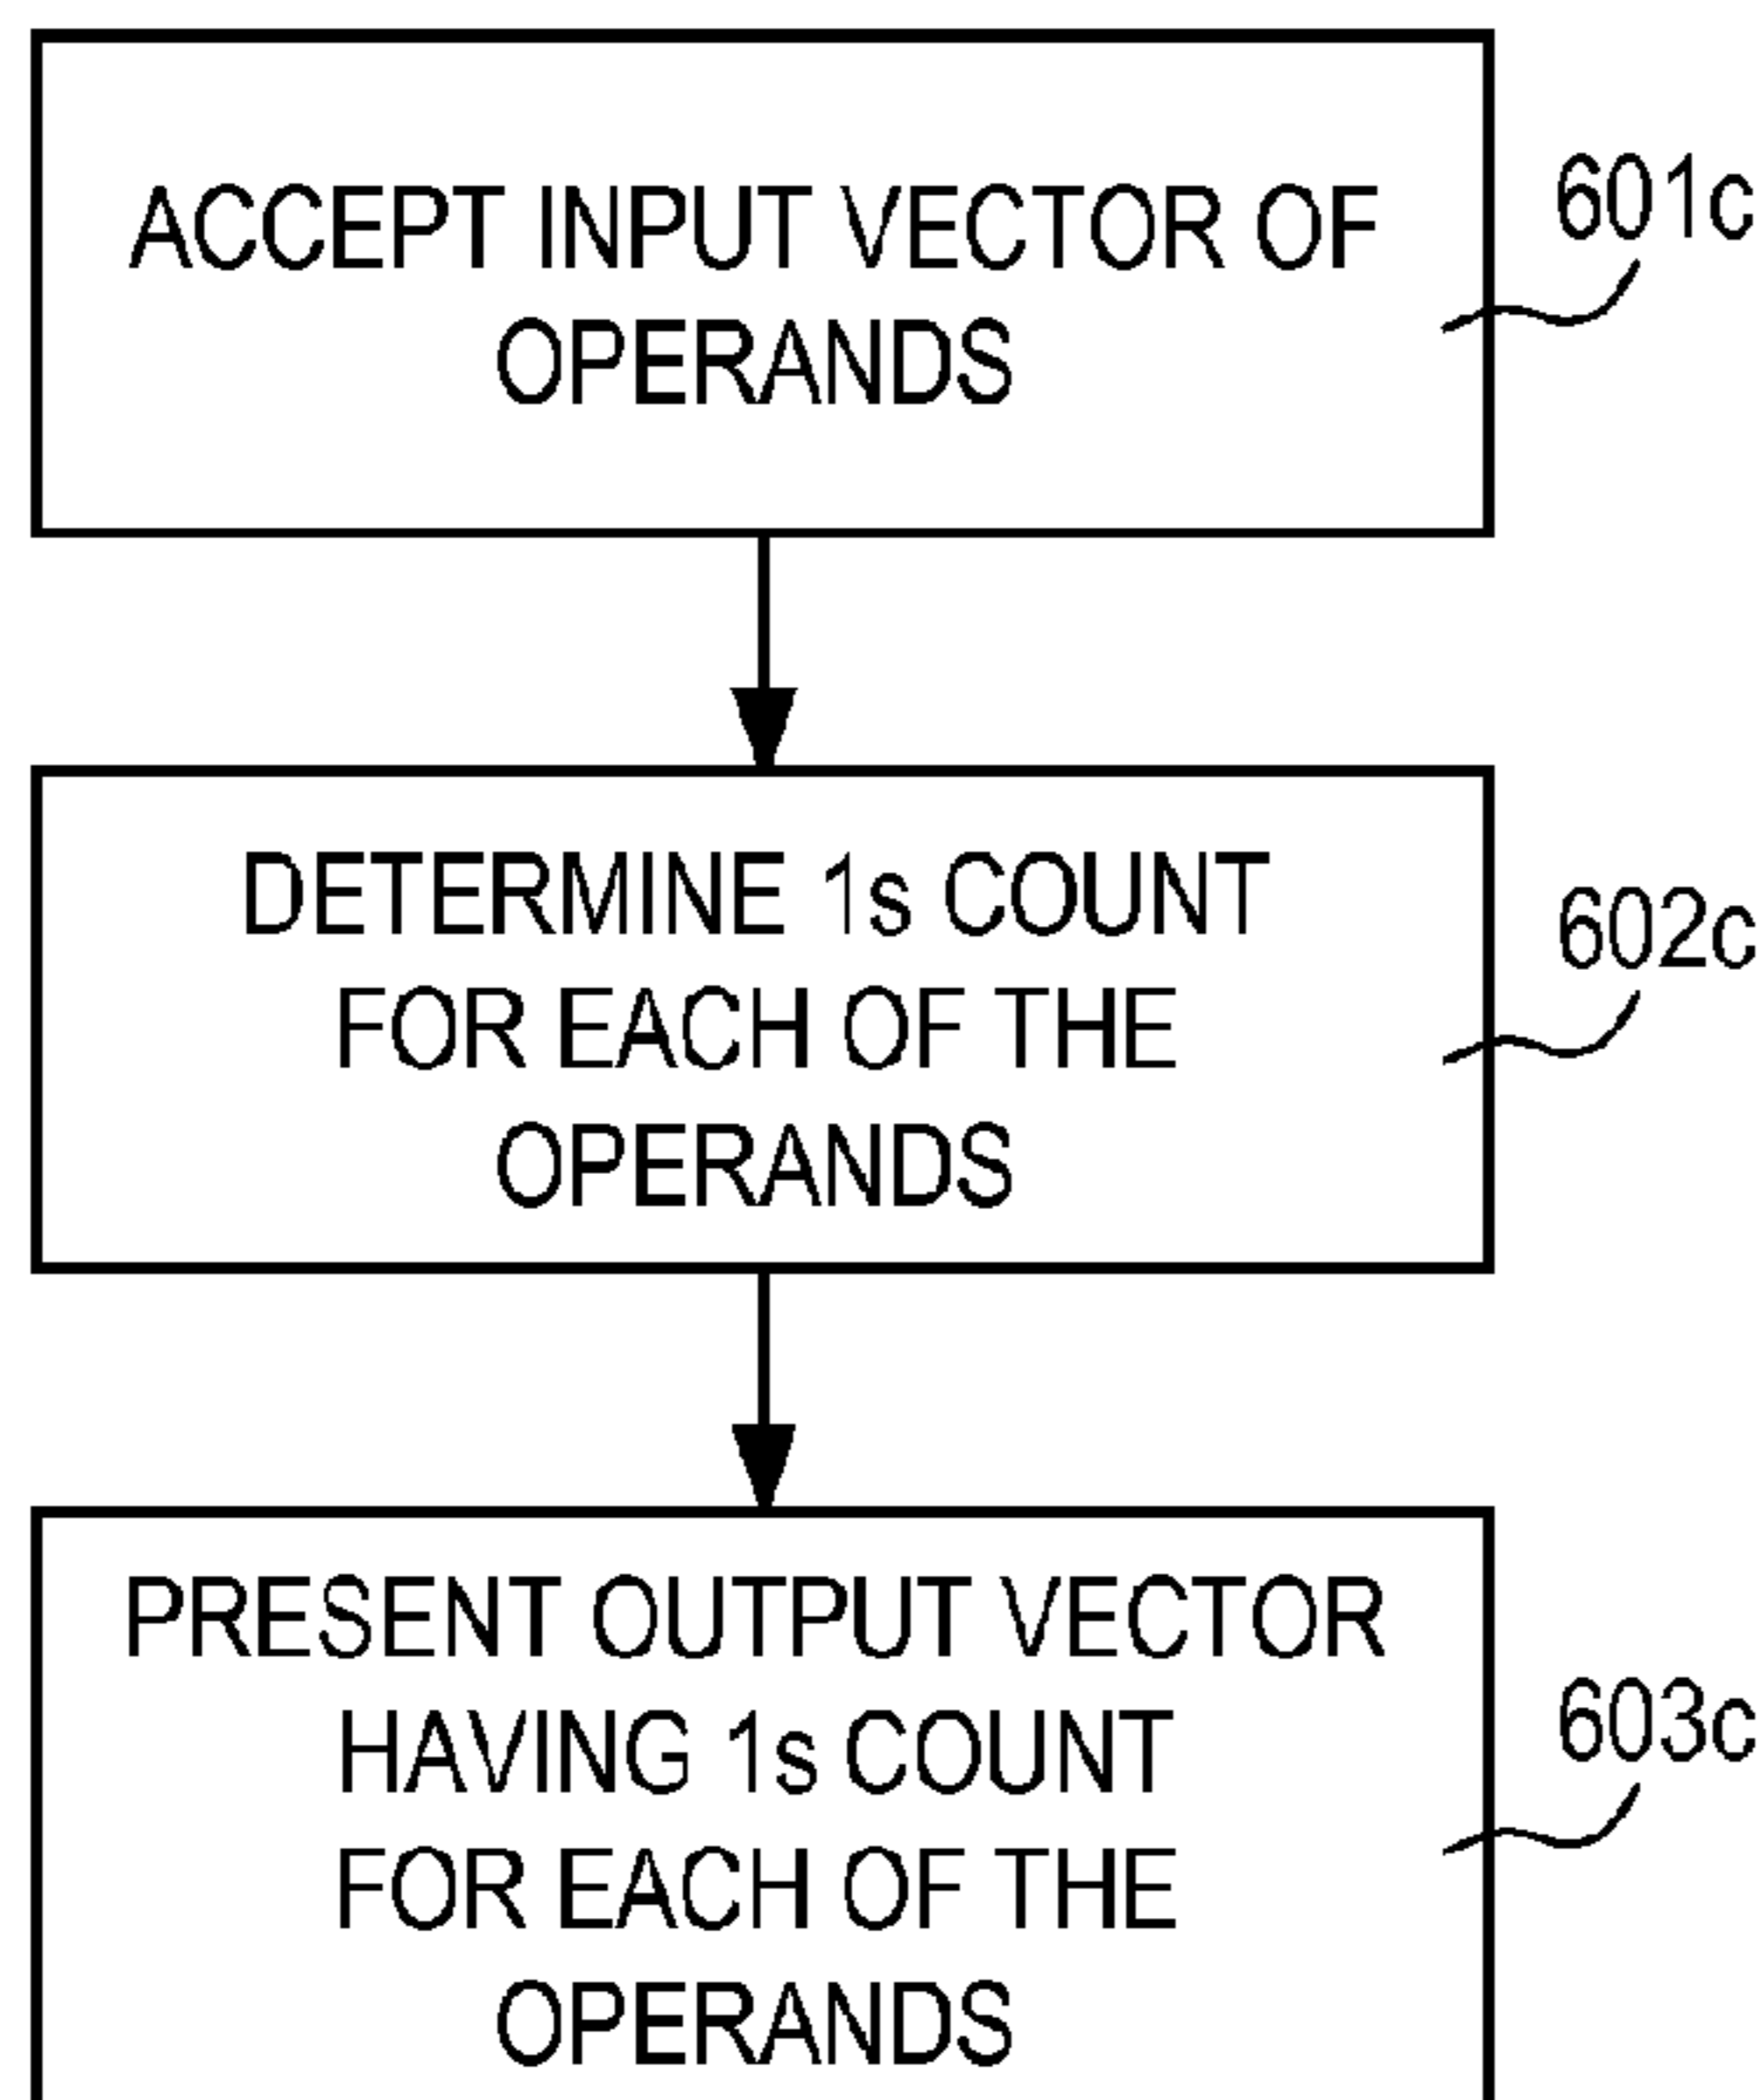 ACCEPT INPUT VECTOR OF
OPERANDS
601c
DETERMINE 1s COUNT
FOR EACH OF THE
OPERANDS
602c
PRESENT OUTPUT VECTOR
HAVING 1s COUNT
FOR EACH OF THE
OPERANDS
603c